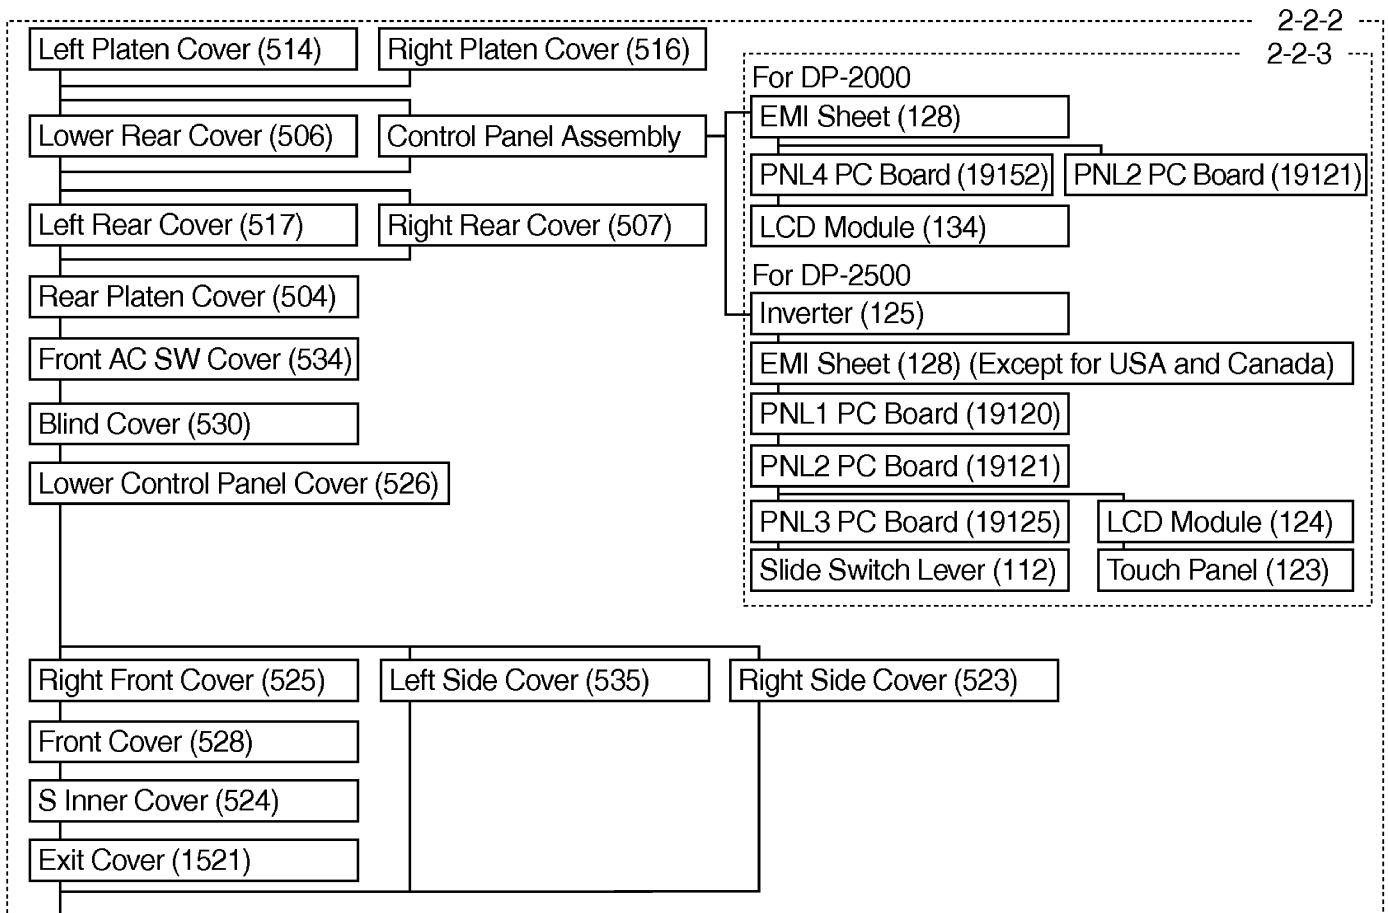 2-2-2
2-2-3
Left Platen Cover (514)
Right Platen Cover (516)
Lower Rear Cover (506)
Control Panel Assembly
Left Rear Cover (517)
Right Rear Cover (507)
Rear Platen Cover (504)
Front AC SW Cover (534)
Blind Cover (530)
Lower Control Panel Cover (526)
For DP-2000
EMI Sheet (128)
PNL4 PC Board (19152)
PNL2 PC Board (19121)
LCD Module (134)
For DP-2500
Inverter (125)
EMI Sheet (128) (Except for USA and Canada)
PNL1 PC Board (19120)
PNL2 PC Board (19121)
PNL3 PC Board (19125)
LCD Module (124)
Slide Switch Lever (112)
Touch Panel (123)
Right Front Cover (525)
Left Side Cover (535)
Right Side Cover (523)
Front Cover (528)
S Inner Cover (524)
Exit Cover (1521)